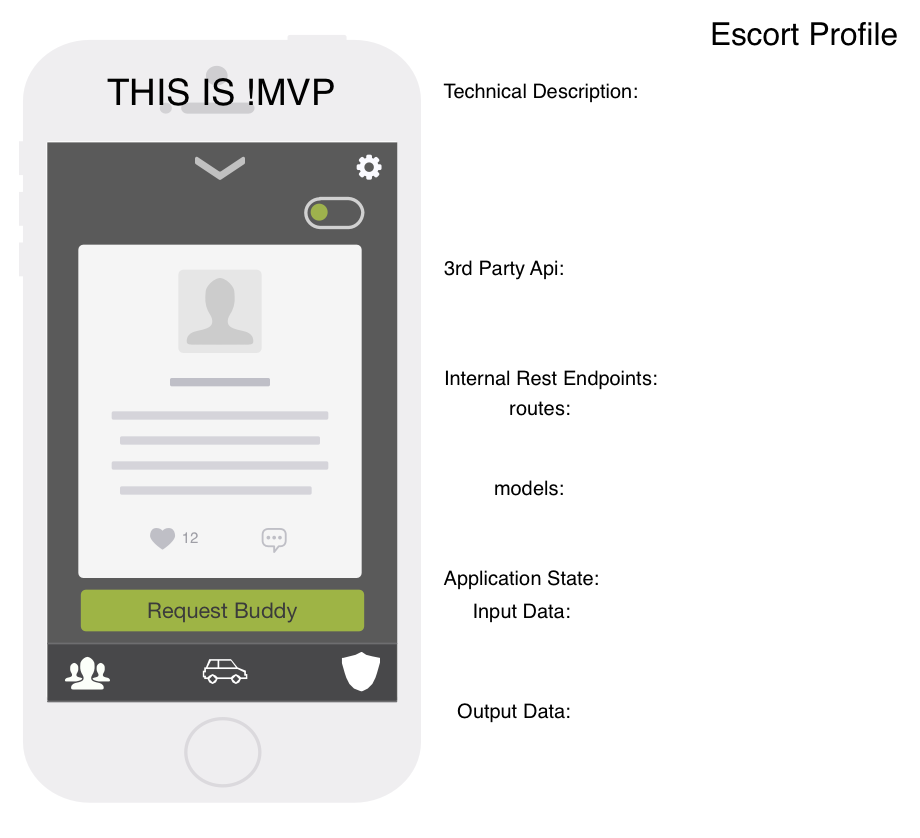 Escort Profile
THIS IS !MVP
Technical Description:
3rd Party Api:
Internal Rest Endpoints:
routes:
models:
12
Application State:
Request Buddy
Input Data:
Output Data: